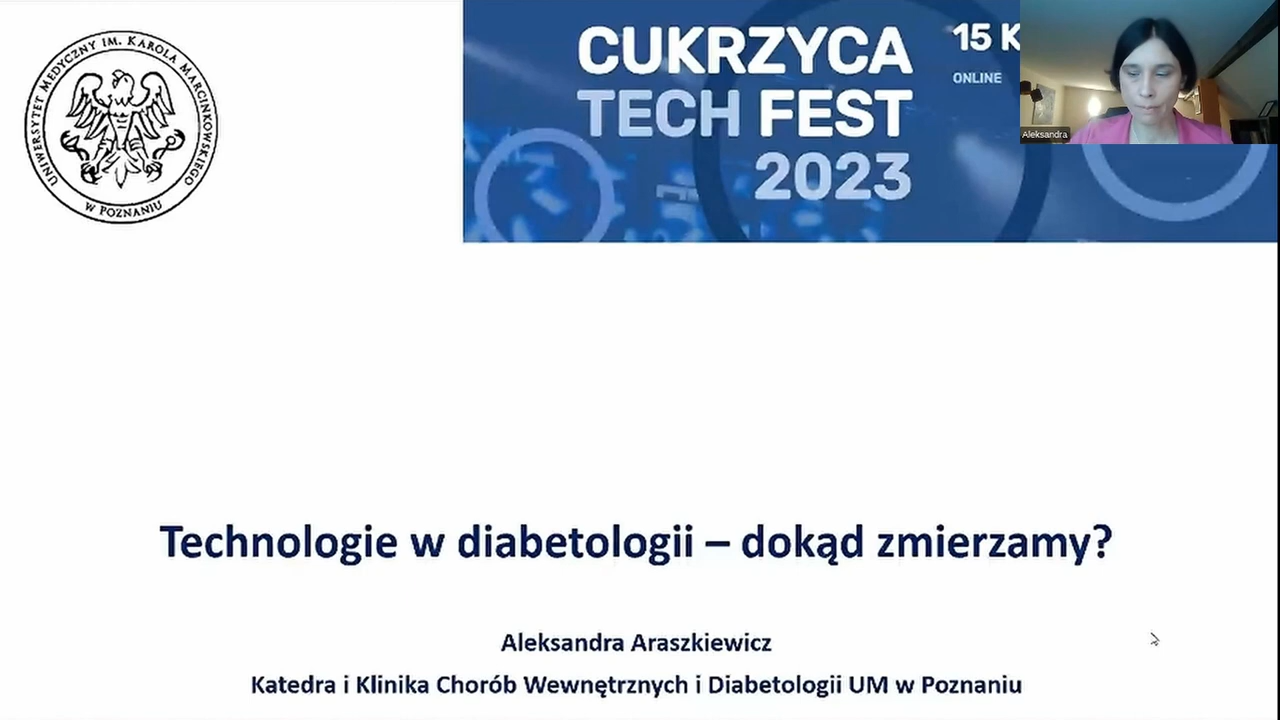 UNIWERSYTET MEDYCZNY IM. KAROLA MARCINKOWSKIEGO
W POZNANIU
CUKRZYCA
TECH FEST
2023
15 K
ONLINE
Aleksandra
Technologie w diabetologii – dokąd zmierzamy?
Aleksandra Araszkiewicz
Katedra i Klinika Chorób Wewnętrznych i Diabetologii UM w Poznaniu